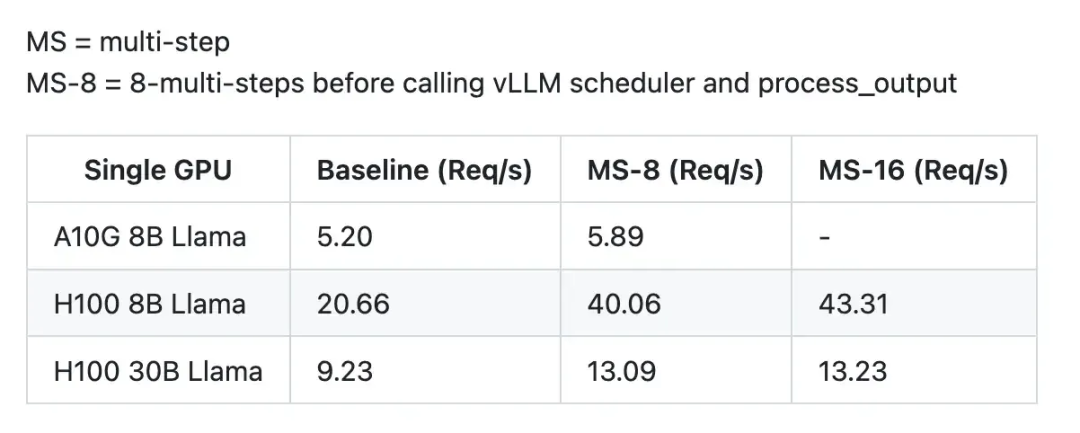 MS = multi-step
MS-8 = 8-multi-steps before calling vLLM scheduler and process_output
Single GPU Baseline (Req/s) MS-8 (Req/s) MS-16 (Req/s)
A10G 8B Llama 5.20 5.89 -
H100 8B Llama 20.66 40.06 43.31
H100 30B Llama 9.23 13.09 13.23